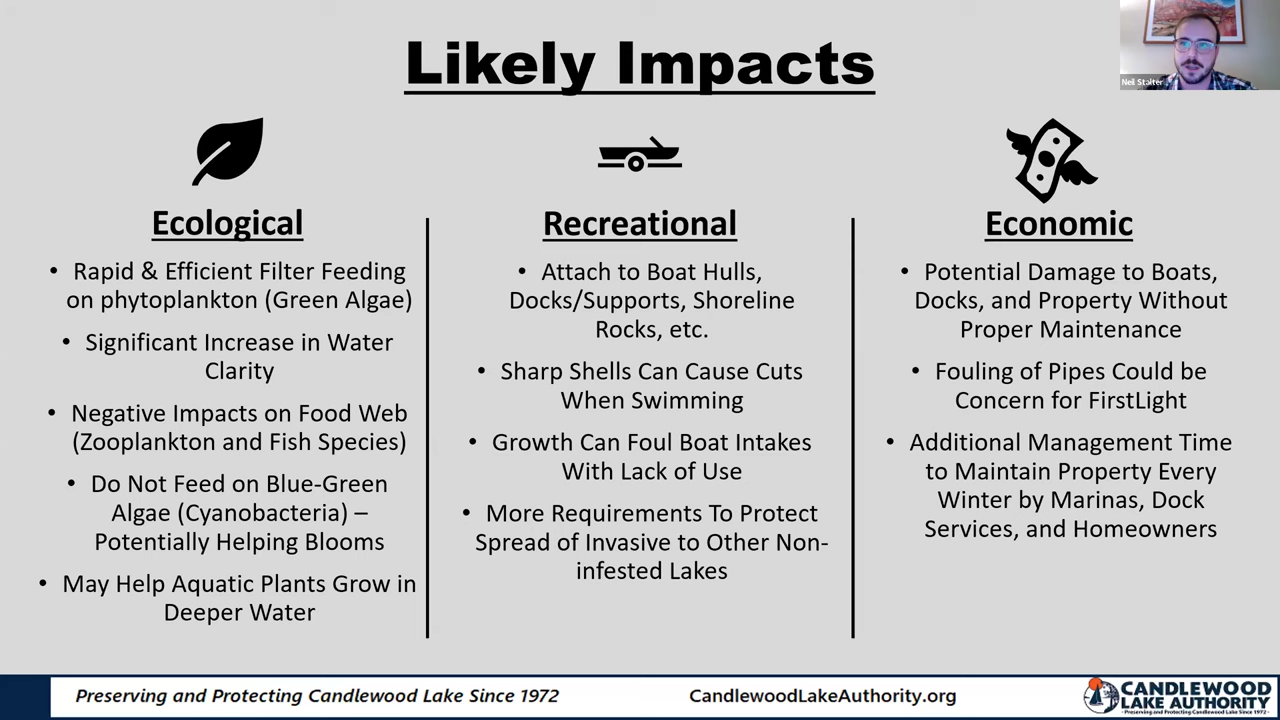 Likely Impacts
Neil Stalter
Ecological
• Rapid & Efficient Filter Feeding
on phytoplankton (Green Algae)
• Significant Increase in Water
Clarity
• Negative Impacts on Food Web
(Zooplankton and Fish Species)
• Do Not Feed on Blue-Green
Algae (Cyanobacteria) –
Potentially Helping Blooms
• May Help Aquatic Plants Grow in
Deeper Water
Recreational
• Attach to Boat Hulls,
Docks/Supports, Shoreline
Rocks, etc.
• Sharp Shells Can Cause Cuts
When Swimming
• Growth Can Foul Boat Intakes
With Lack of Use
• More Requirements To Protect
Spread of Invasive to Other Non-
infested Lakes
Economic
• Potential Damage to Boats,
Docks, and Property Without
Proper Maintenance
• Fouling of Pipes Could be
Concern for FirstLight
• Additional Management Time
to Maintain Property Every
Winter by Marinas, Dock
Services, and Homeowners
Preserving and Protecting Candlewood Lake Since 1972
CandlewoodLakeAuthority.org
CANDLEWOOD
LAKE AUTHORITY
- Preserving and Protecting Candlewood Lake Since 1972 -